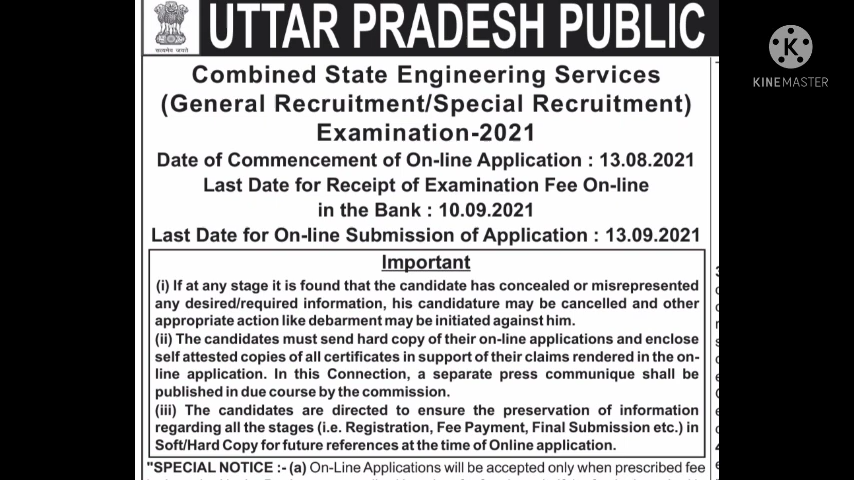 UTTAR PRADESH PUBLIC
सत्यमेव जयते
KINEMASTER
Combined State Engineering Services
(General Recruitment/Special Recruitment)
Examination-2021
Date of Commencement of On-line Application : 13.08.2021
Last Date for Receipt of Examination Fee On-line
in the Bank : 10.09.2021
Last Date for On-line Submission of Application : 13.09.2021
Important
(i) If at any stage it is found that the candidate has concealed or misrepresented
any desired/required information, his candidature may be cancelled and other
appropriate action like debarment may be initiated against him.
(ii) The candidates must send hard copy of their on-line applications and enclose
self attested copies of all certificates in support of their claims rendered in the on-
line application. In this Connection, a separate press communique shall be
published in due course by the commission.
(iii) The candidates are directed to ensure the preservation of information
regarding all the stages (i.e. Registration, Fee Payment, Final Submission etc.) in
Soft/Hard Copy for future references at the time of Online application.
"SPECIAL NOTICE :- (a) On-Line Applications will be accepted only when prescribed fee